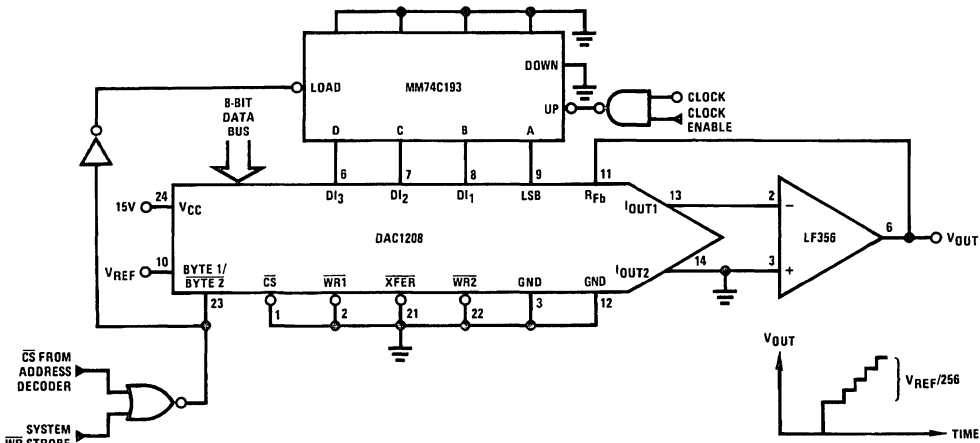 LOAD
MM74C193
DOWN
UP
D
C
B
A
CLOCK
CLOCK
ENABLE
8-BIT
DATA
BUS
6
7
8
9
11
DI3
DI2
DI1
LSB
RFb
IOUT1
13
2
−
LF356
6
VOUT
15V
24
VCC
DAC1208
VREF
10
BYTE 1/
BYTE 2
IOUT2
14
3
+
CS
WR1
XFER
WR2
GND
GND
23
1
2
21
22
3
12
CS FROM
ADDRESS
DECODER
SYSTEM
WR STROBE
VOUT
VREF/256
TIME